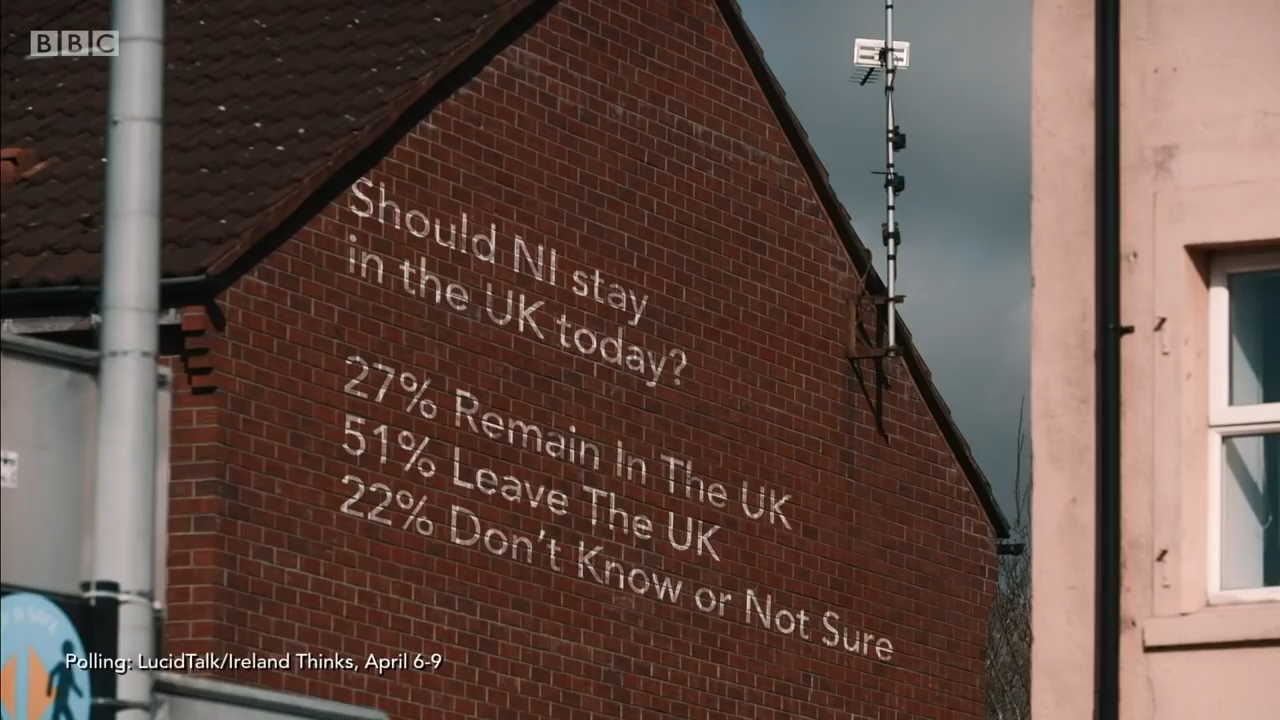 BBC
Should NI stay
in the UK today?
27% Remain In The UK
51% Leave The UK
22% Don't Know or Not Sure
Polling: LucidTalk/Ireland Thinks, April 6-9